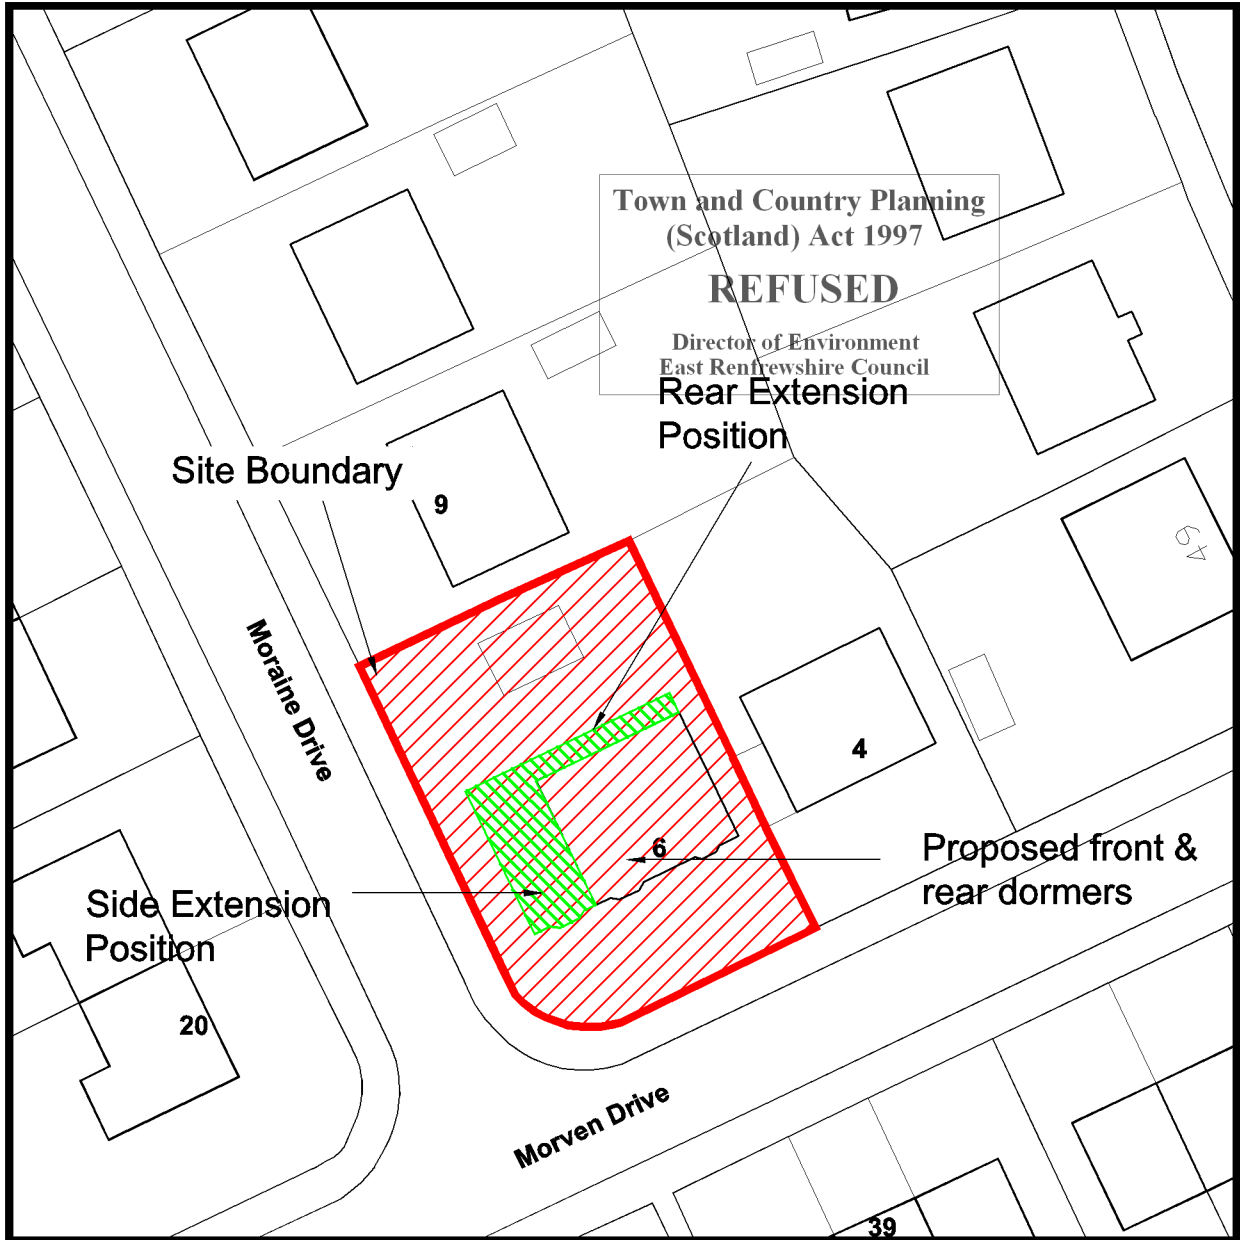 Town and Country Planning
(Scotland) Act 1997
REFUSED
Director of Environment
East Renfrewshire Council
Rear Extension
Position
Site Boundary
9
49
Moraine Drive
4
6
Proposed front &
rear dormers
Side Extension
Position
20
Morven Drive
39